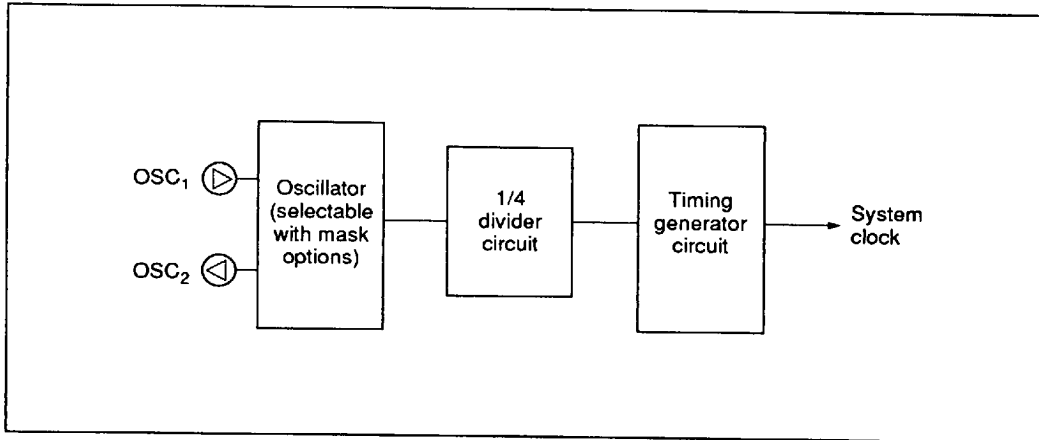 OSC₁
OSC₂
Oscillator
(selectable
with mask
options)
1/4
divider
circuit
Timing
generator
circuit
System
clock